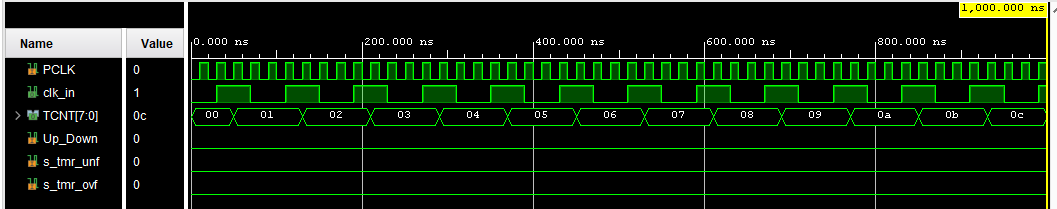 1,000.000 ns
Name Value 0.000 ns 200.000 ns 400.000 ns 600.000 ns 800.000 ns
PCLK 0
clk_in 1
TCNT[7:0] 0c 00 01 02 03 04 05 06 07 08 09 0a 0b 0c
Up_Down 0
s_tmr_unf 0
s_tmr_ovf 0